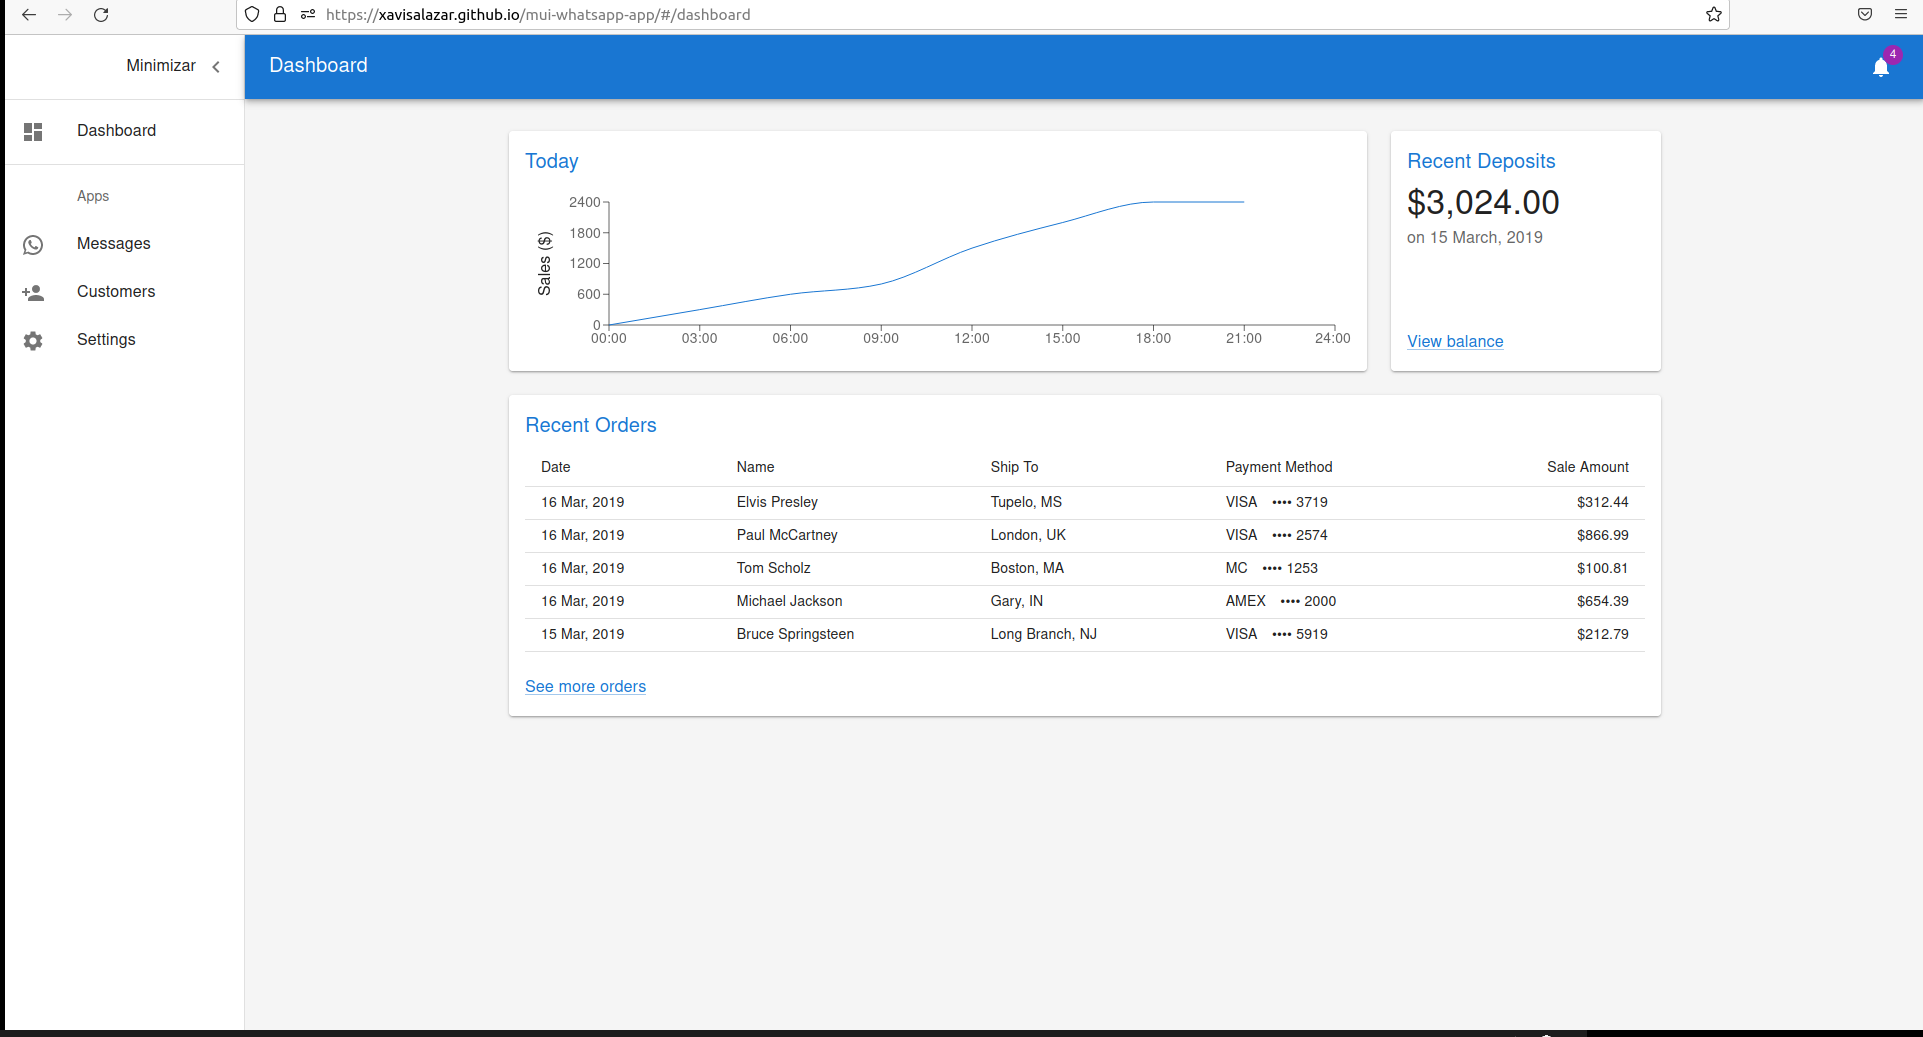 https://xavisalazar.github.io/mui-whatsapp-app/#/dashboard
Minimizar
Dashboard
4
Dashboard
Apps
Messages
Customers
Settings
Today
2400
1800
1200
600
0
Sales ($)
00:00 03:00 06:00 09:00 12:00 15:00 18:00 21:00 24:00
Recent Deposits
$3,024.00
on 15 March, 2019
View balance
Recent Orders
Date Name Ship To Payment Method Sale Amount
16 Mar, 2019 Elvis Presley Tupelo, MS VISA •••• 3719 $312.44
16 Mar, 2019 Paul McCartney London, UK VISA •••• 2574 $866.99
16 Mar, 2019 Tom Scholz Boston, MA MC •••• 1253 $100.81
16 Mar, 2019 Michael Jackson Gary, IN AMEX •••• 2000 $654.39
15 Mar, 2019 Bruce Springsteen Long Branch, NJ VISA •••• 5919 $212.79
See more orders